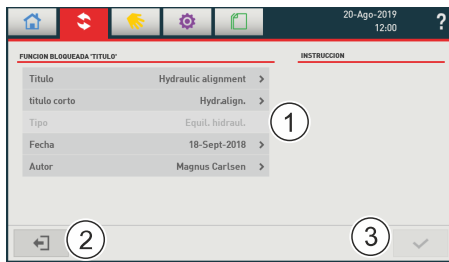 20-Ago-2019
12:00
?
FUNCION BLOQUEADA 'TITULO'
INSTRUCCION
Titulo Hydraulic alignment >
titulo corto Hydr.align. >
Tipo Equil. hidraul.
Fecha 18-Sept-2018 >
Autor Magnus Carlsen >
1
2
3